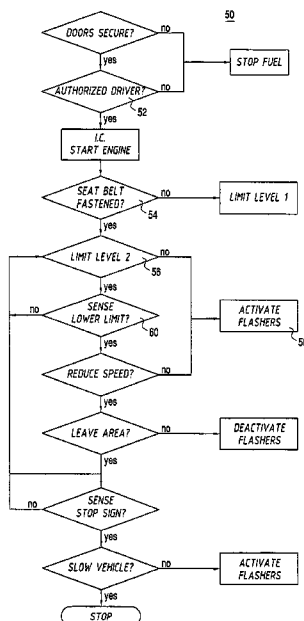 50
DOORS SECURE?
no
yes
STOP FUEL
AUTHORIZED DRIVER?
no
52
yes
I.C.
START ENGINE
SEAT BELT
FASTENED?
no
54
LIMIT LEVEL 1
yes
LIMIT LEVEL 2
no
56
yes
no
SENSE
LOWER LIMIT?
60
ACTIVATE
FLASHERS
yes
REDUCE SPEED?
no
yes
LEAVE AREA?
no
DEACTIVATE
FLASHERS
yes
no
SENSE
STOP SIGN?
yes
SLOW VEHICLE?
no
ACTIVATE
FLASHERS
yes
STOP